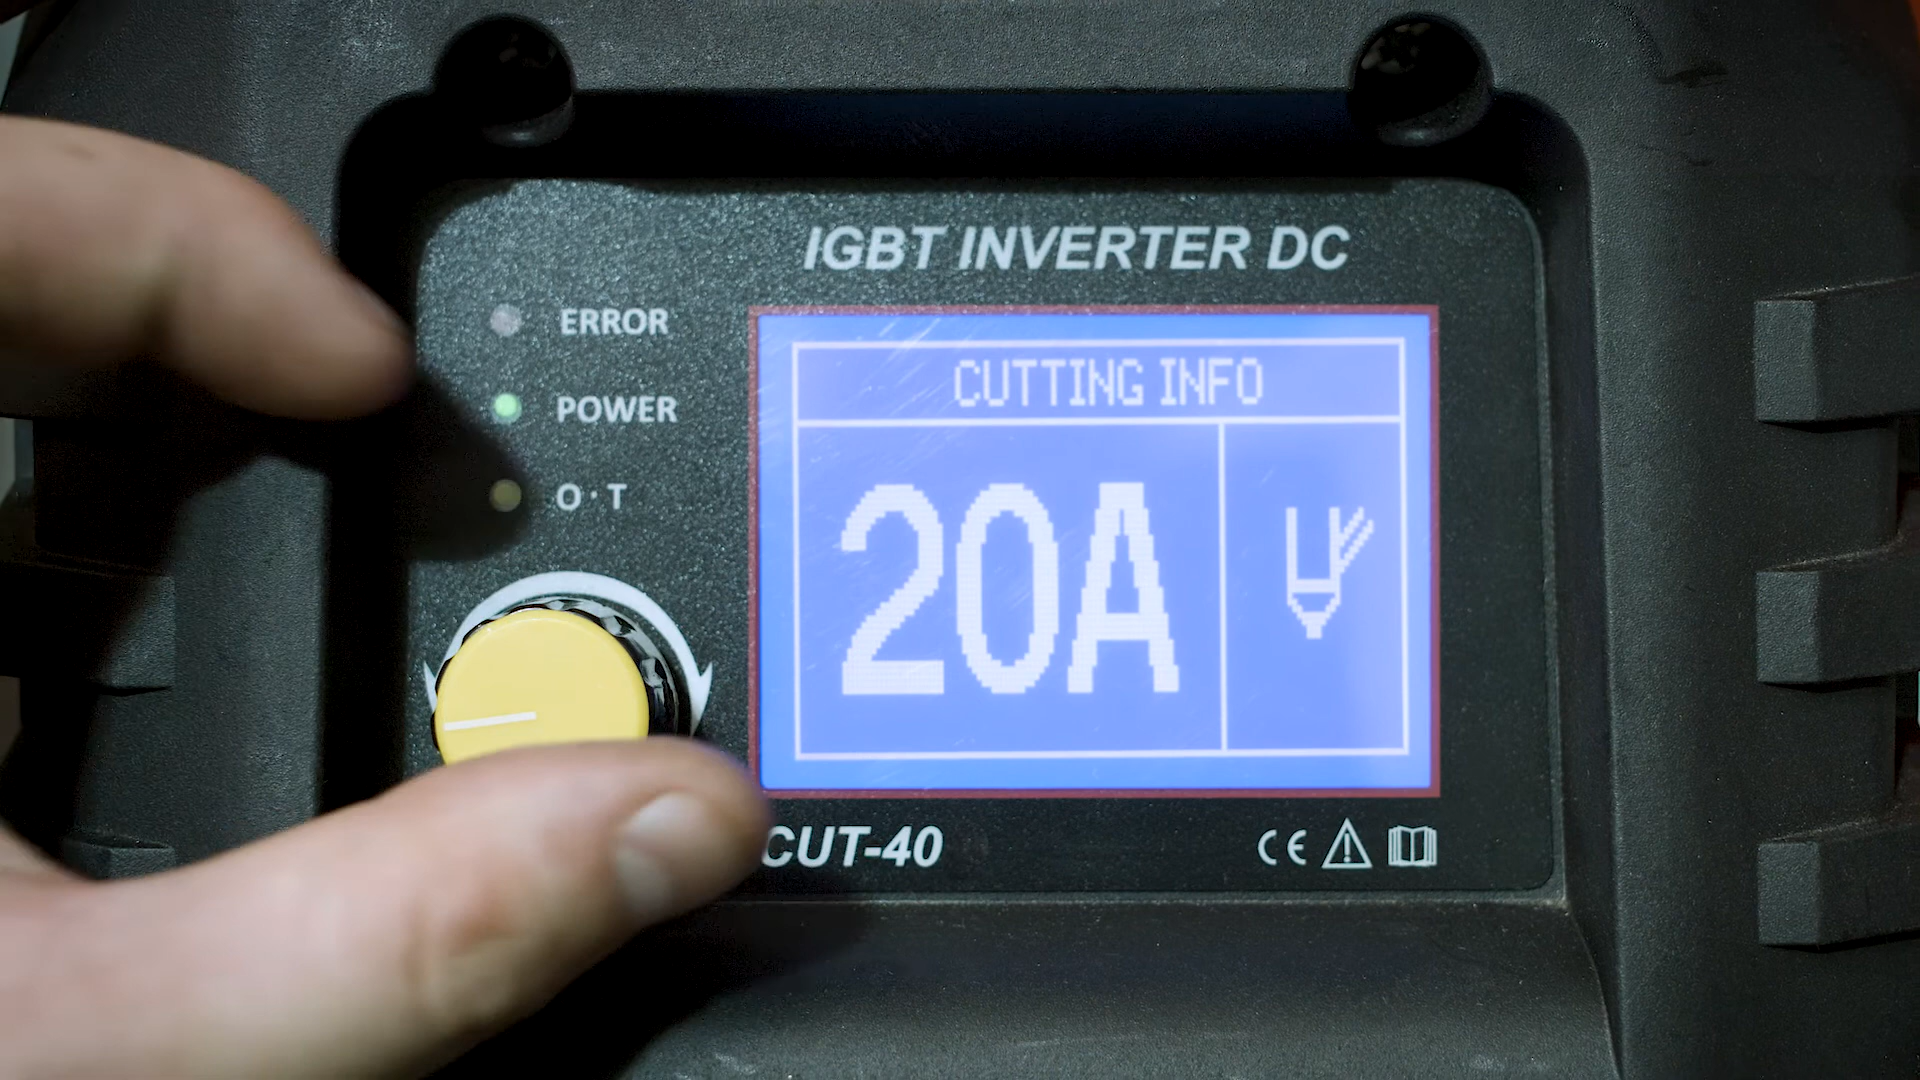 IGBT INVERTER DC
ERROR
POWER
O·T
CUTTING INFO
20A
CUT-40
CE